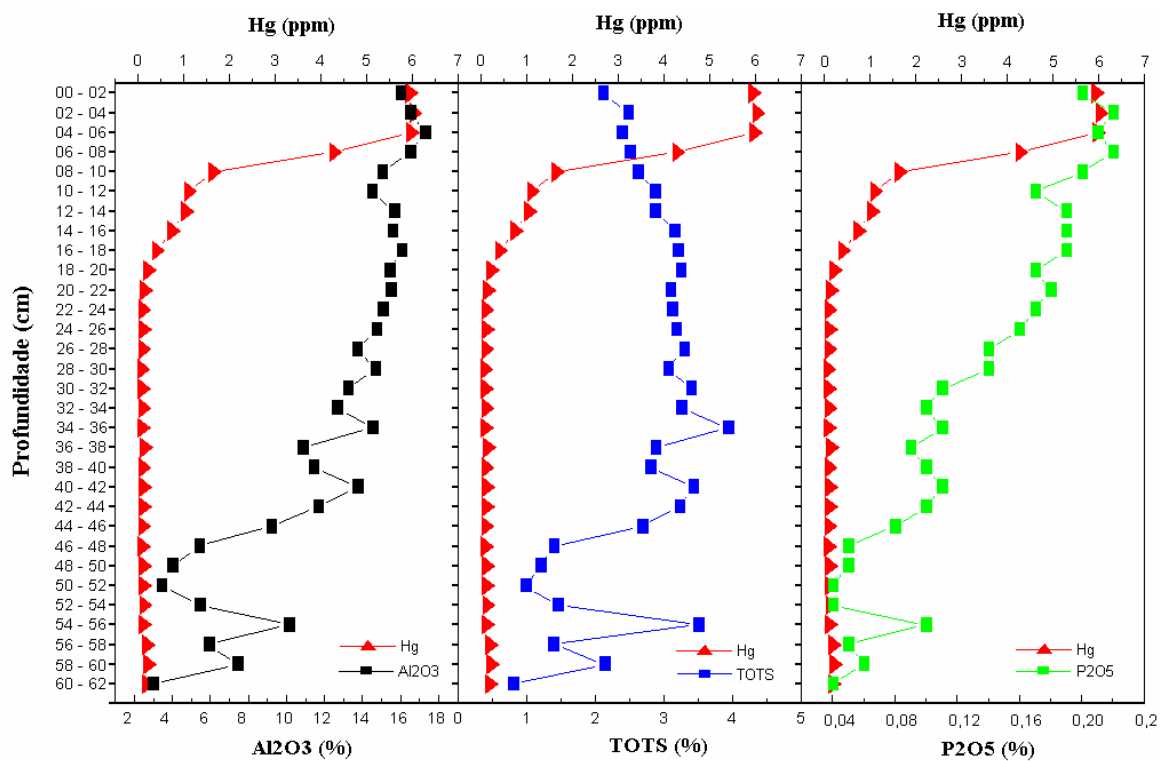 Hg (ppm) Hg (ppm) Hg (ppm)
0 1 2 3 4 5 6 7 0 1 2 3 4 5 6 7 0 1 2 3 4 5 6 7
Profundidade (cm)
00 - 02
02 - 04
04 - 06
06 - 08
08 - 10
10 - 12
12 - 14
14 - 16
16 - 18
18 - 20
20 - 22
22 - 24
24 - 26
26 - 28
28 - 30
30 - 32
32 - 34
34 - 36
36 - 38
38 - 40
40 - 42
42 - 44
44 - 46
46 - 48
48 - 50
50 - 52
52 - 54
54 - 56
56 - 58
58 - 60
60 - 62
Hg Hg Hg
Al2O3 TOTS P2O5
2 4 6 8 10 12 14 16 18 0 1 2 3 4 5 0,04 0,08 0,12 0,16 0,20 0,2
Al2O3 (%) TOTS (%) P2O5 (%)